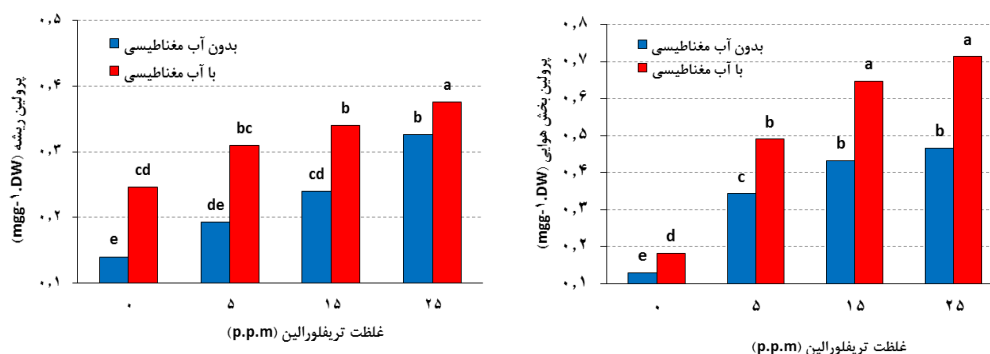 ۰,۵
۰,۴
۰,۳
۰,۲
۰,۱
پرولین ریشه (mgg-۱.DW)
بدون آب مغناطیسی
با آب مغناطیسی
e
cd
de
bc
cd
b
b
a
۰
۵
۱۵
۲۵
غلظت تریفلورالین (p.p.m)
۰,۸
۰,۷
۰,۶
۰,۵
۰,۴
۰,۳
۰,۲
۰,۱
پرولین بخش هوایی (mgg-۱.DW)
بدون آب مغناطیسی
با آب مغناطیسی
e
d
c
b
b
a
b
a
۰
۵
۱۵
۲۵
غلظت تریفلورالین (p.p.m)